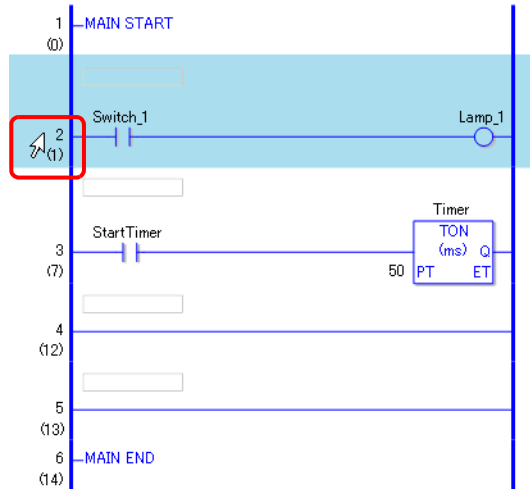 1 MAIN START
(0)
Switch_1 Lamp_1
2
(1)
Timer
StartTimer TON
3 (ms) Q
(7) 50 PT ET
4
(12)
5
(13)
6 MAIN END
(14)